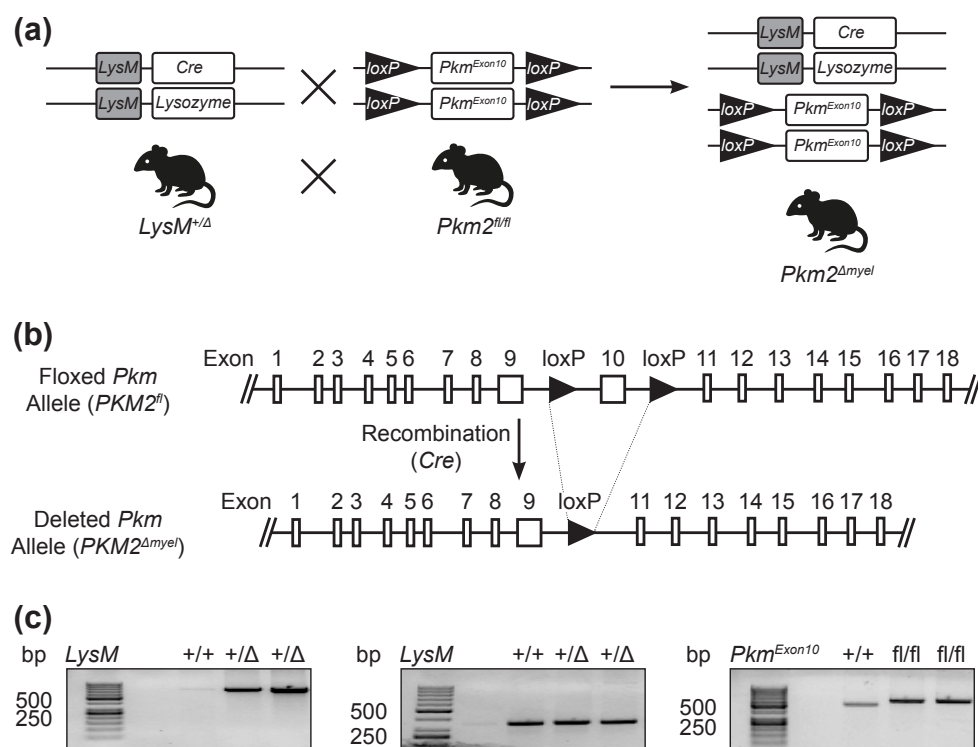 (a)
LysM Cre
LysM Lysozyme
loxP Pkm^Exon10 loxP
loxP Pkm^Exon10 loxP
LysM Cre
LysM Lysozyme
loxP Pkm^Exon10 loxP
loxP Pkm^Exon10 loxP
LysM^+/Δ
Pkm2^fl/fl
Pkm2^Δmyel
(b)
Exon 1 2 3 4 5 6 7 8 9 loxP 10 loxP 11 12 13 14 15 16 17 18
Floxed Pkm
Allele (PKM2^fl)
Recombination
(Cre)
Exon 1 2 3 4 5 6 7 8 9 loxP 11 12 13 14 15 16 17 18
Deleted Pkm
Allele (PKM2^Δmyel)
(c)
bp LysM +/+ +/Δ +/Δ
500
250
bp LysM +/+ +/Δ +/Δ
500
250
bp Pkm^Exon10 +/+ fl/fl fl/fl
500
250